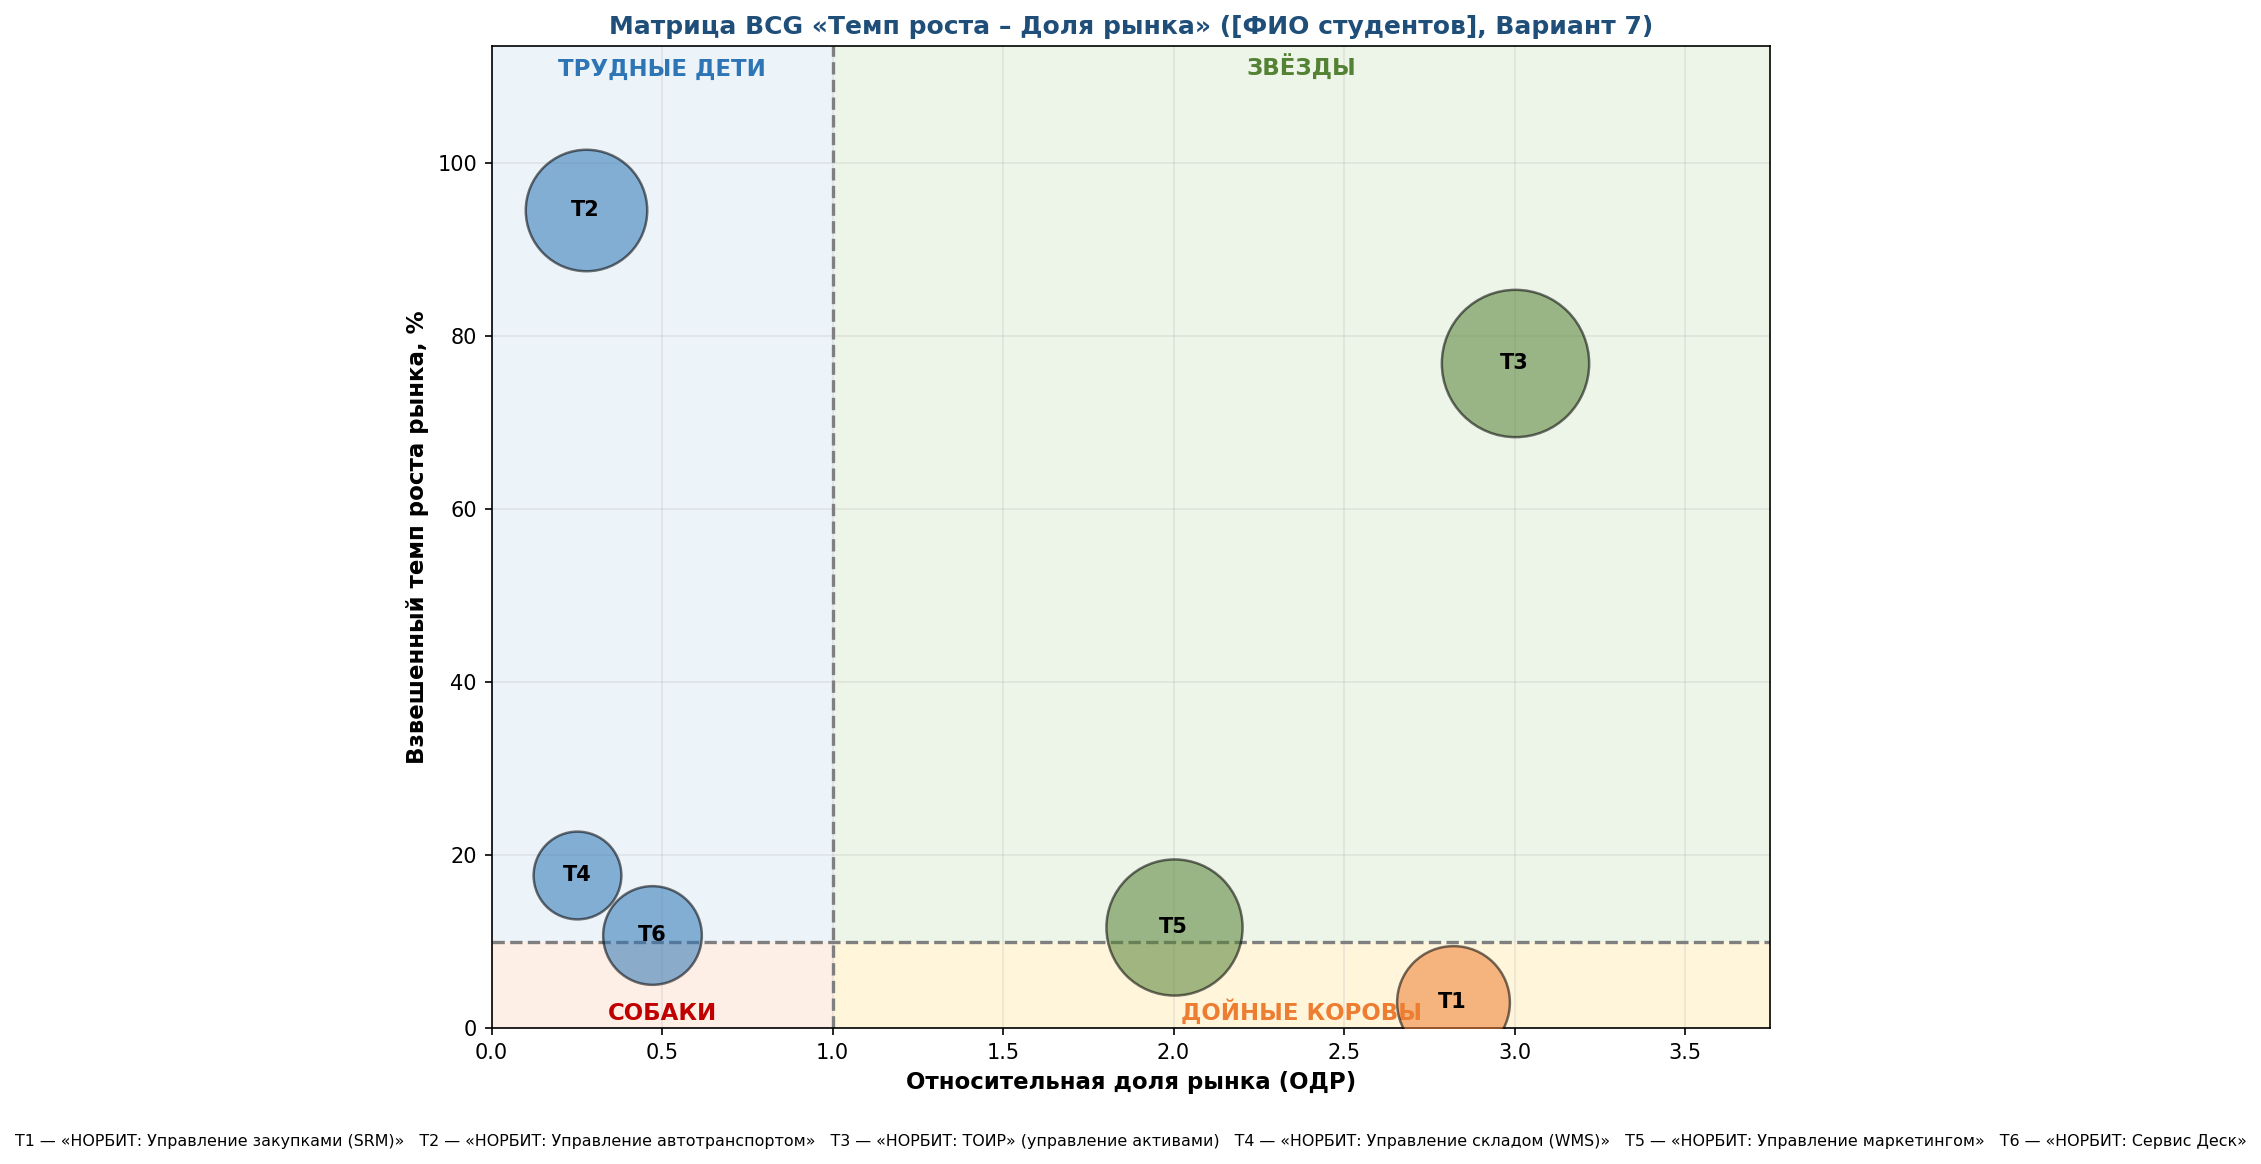 Матрица BCG «Темп роста – Доля рынка» ([ФИО студентов], Вариант 7)
ТРУДНЫЕ ДЕТИ
ЗВЁЗДЫ
100
T2
80
T3
Взвешенный темп роста рынка, %
60
40
20
T4
T6
T5
T1
СОБАКИ
ДОЙНЫЕ КОРОВЫ
0
0.0 0.5 1.0 1.5 2.0 2.5 3.0 3.5
Относительная доля рынка (ОДР)
T1 — «НОРБИТ: Управление закупками (SRM)» T2 — «НОРБИТ: Управление автотранспортом» T3 — «НОРБИТ: ТОИР» (управление активами) T4 — «НОРБИТ: Управление складом (WMS)» T5 — «НОРБИТ: Управление маркетингом» T6 — «НОРБИТ: Сервис Деск»